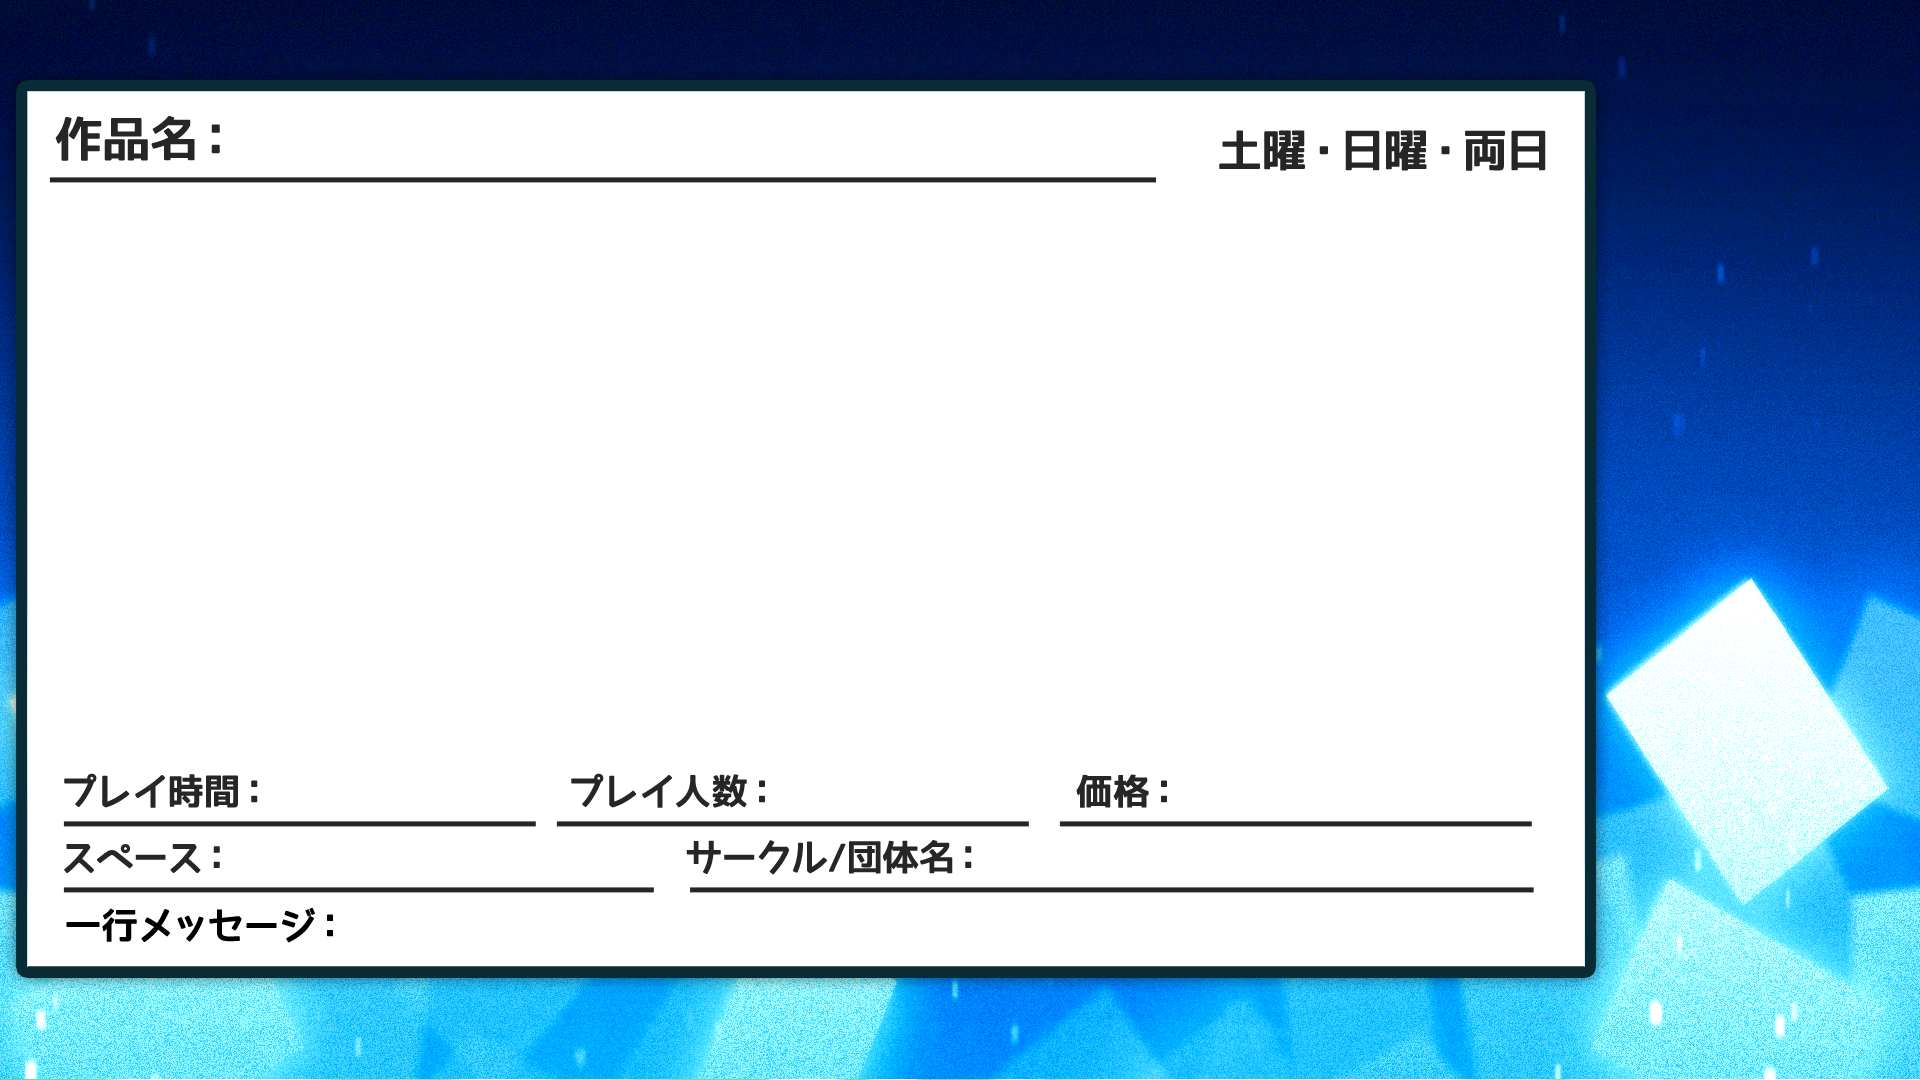 作品名：
土曜・日曜・両日
プレイ時間：
プレイ人数：
価格：
スペース：
サークル/団体名：
一行メッセージ：